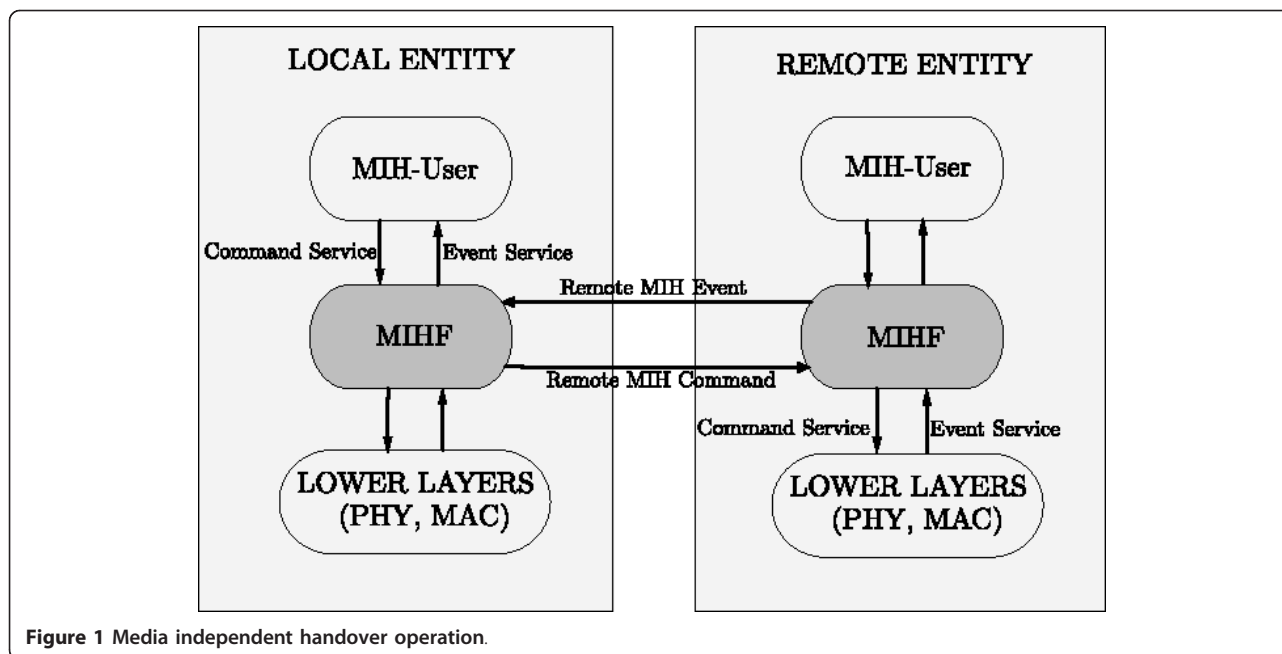 LOCAL ENTITY
MIH-User
Command Service
Event Service
MIHF
LOWER LAYERS
(PHY, MAC)
Remote MIH Event
Remote MIH Command
REMOTE ENTITY
MIH-User
MIHF
Command Service
Event Service
LOWER LAYERS
(PHY, MAC)
Figure 1 Media independent handover operation.